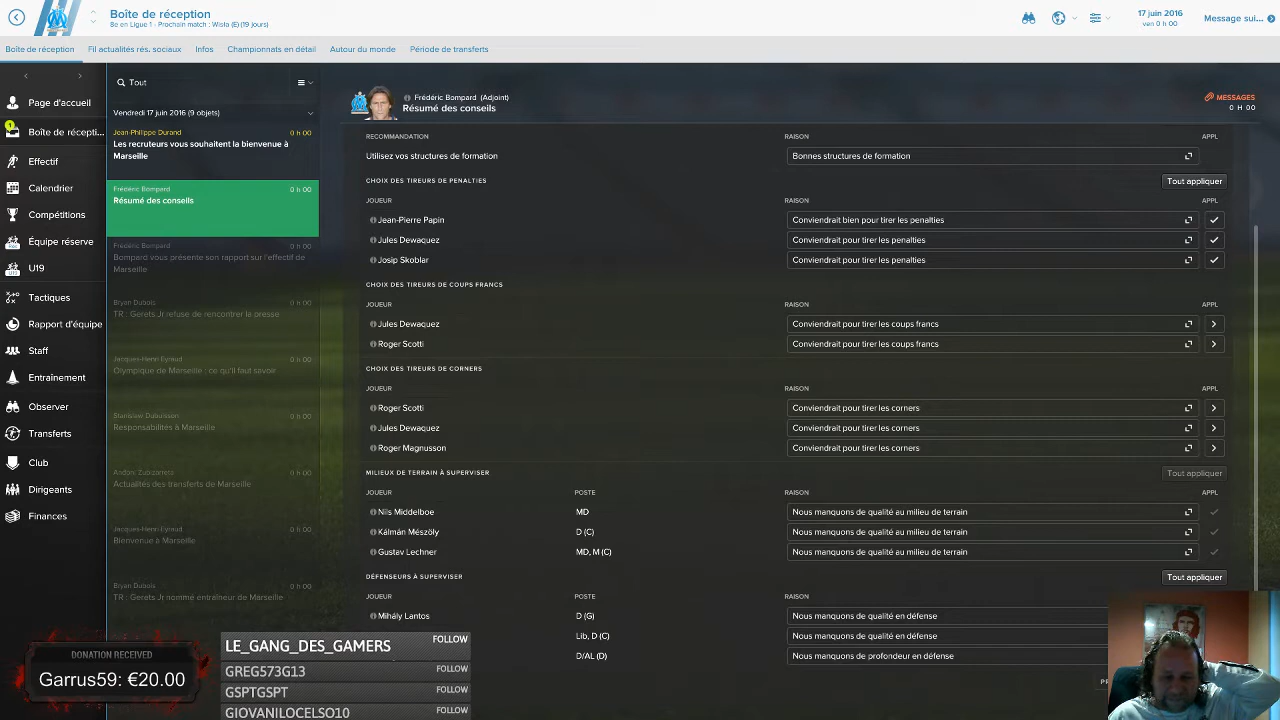 Boîte de réception
Be en Ligue 1 - Prochain match : Wisła (E) (19 jours)
17 juin 2016
ven 0 h 00
Message sui...
Boîte de réception
Fil actualités rés. sociaux
Infos
Championnats en détail
Autour du monde
Période de transferts
Page d'accueil
1
Boîte de récepti...
Effectif
Calendrier
Compétitions
Équipe réserve
U19
Tactiques
Rapport d'équipe
Staff
Entraînement
Observer
Transferts
Club
Dirigeants
Finances
Tout
Vendredi 17 juin 2016 (9 objets)
Jean-Philippe Durand 0 h 00
Les recruteurs vous souhaitent la bienvenue à
Marseille
Frédéric Bompard 0 h 00
Résumé des conseils
Frédéric Bompard 0 h 00
Bompard vous présente son rapport sur l'effectif de
Marseille
Bryan Dubois 0 h 00
TR : Gerets Jr refuse de rencontrer la presse
Jacques-Henri Eyraud 0 h 00
Olympique de Marseille : ce qu'il faut savoir
Stanislaw Dubuisson 0 h 00
Responsabilités à Marseille
Andoni Zubizarreta 0 h 00
Actualités des transferts de Marseille
Jacques-Henri Eyraud 0 h 00
Bienvenue à Marseille
Bryan Dubois 0 h 00
TR : Gerets Jr nommé entraîneur de Marseille
Frédéric Bompard (Adjoint)
Résumé des conseils
MESSAGES
0 H 00
RECOMMANDATION RAISON APPL
Utilisez vos structures de formation Bonnes structures de formation
CHOIX DES TIREURS DE PENALTIES Tout appliquer
JOUEUR RAISON APPL
Jean-Pierre Papin Conviendrait bien pour tirer les penalties
Jules Dewaquez Conviendrait pour tirer les penalties
Josip Skoblar Conviendrait pour tirer les penalties
CHOIX DES TIREURS DE COUPS FRANCS
JOUEUR RAISON APPL
Jules Dewaquez Conviendrait pour tirer les coups francs
Roger Scotti Conviendrait pour tirer les coups francs
CHOIX DES TIREURS DE CORNERS
JOUEUR RAISON APPL
Roger Scotti Conviendrait pour tirer les corners
Jules Dewaquez Conviendrait pour tirer les corners
Roger Magnusson Conviendrait pour tirer les corners
MILIEUX DE TERRAIN À SUPERVISER Tout appliquer
JOUEUR POSTE RAISON APPL
Nils Middelboe MD Nous manquons de qualité au milieu de terrain
Kálmán Mészöly D (C) Nous manquons de qualité au milieu de terrain
Gustav Lechner MD, M (C) Nous manquons de qualité au milieu de terrain
DÉFENSEURS À SUPERVISER Tout appliquer
JOUEUR POSTE RAISON
Mihály Lantos D (G) Nous manquons de qualité en défense
Lib, D (C) Nous manquons de qualité en défense
D/AL (D) Nous manquons de profondeur en défense
DONATION RECEIVED
Garrus59: €20.00
LE_GANG_DES_GAMERS FOLLOW
GREG573G13 FOLLOW
GSPTGSPT FOLLOW
GIOVANILOCELSO10 FOLLOW